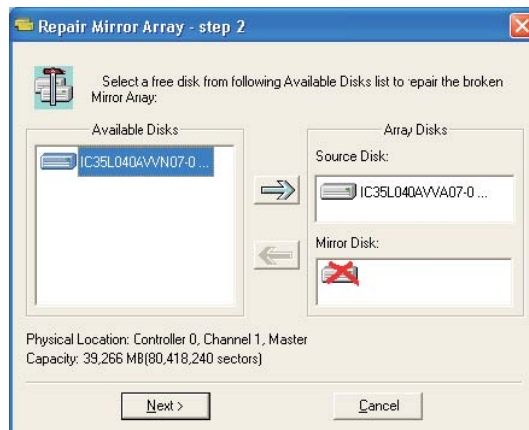 Repair Mirror Array - step 2
Select a free disk from following Available Disks list to repair the broken
Mirror Array:
Available Disks
IC35L040AVVN07-0 ...
Array Disks
Source Disk:
IC35L040AVVA07-0 ...
Mirror Disk:
Physical Location: Controller 0, Channel 1, Master
Capacity: 39,266 MB(80,418,240 sectors)
Next >
Cancel